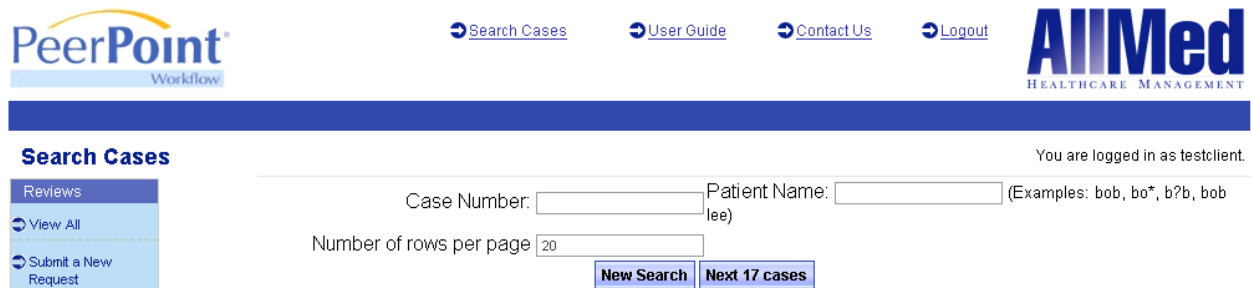 PeerPoint®
Workflow
Search Cases User Guide Contact Us Logout
AllMed
HEALTHCARE MANAGEMENT
Search Cases
You are logged in as testclient.
Reviews
View All
Submit a New
Request
Case Number: Patient Name: (Examples: bob, bo*, b?b, bob
lee)
Number of rows per page 20
New Search Next 17 cases